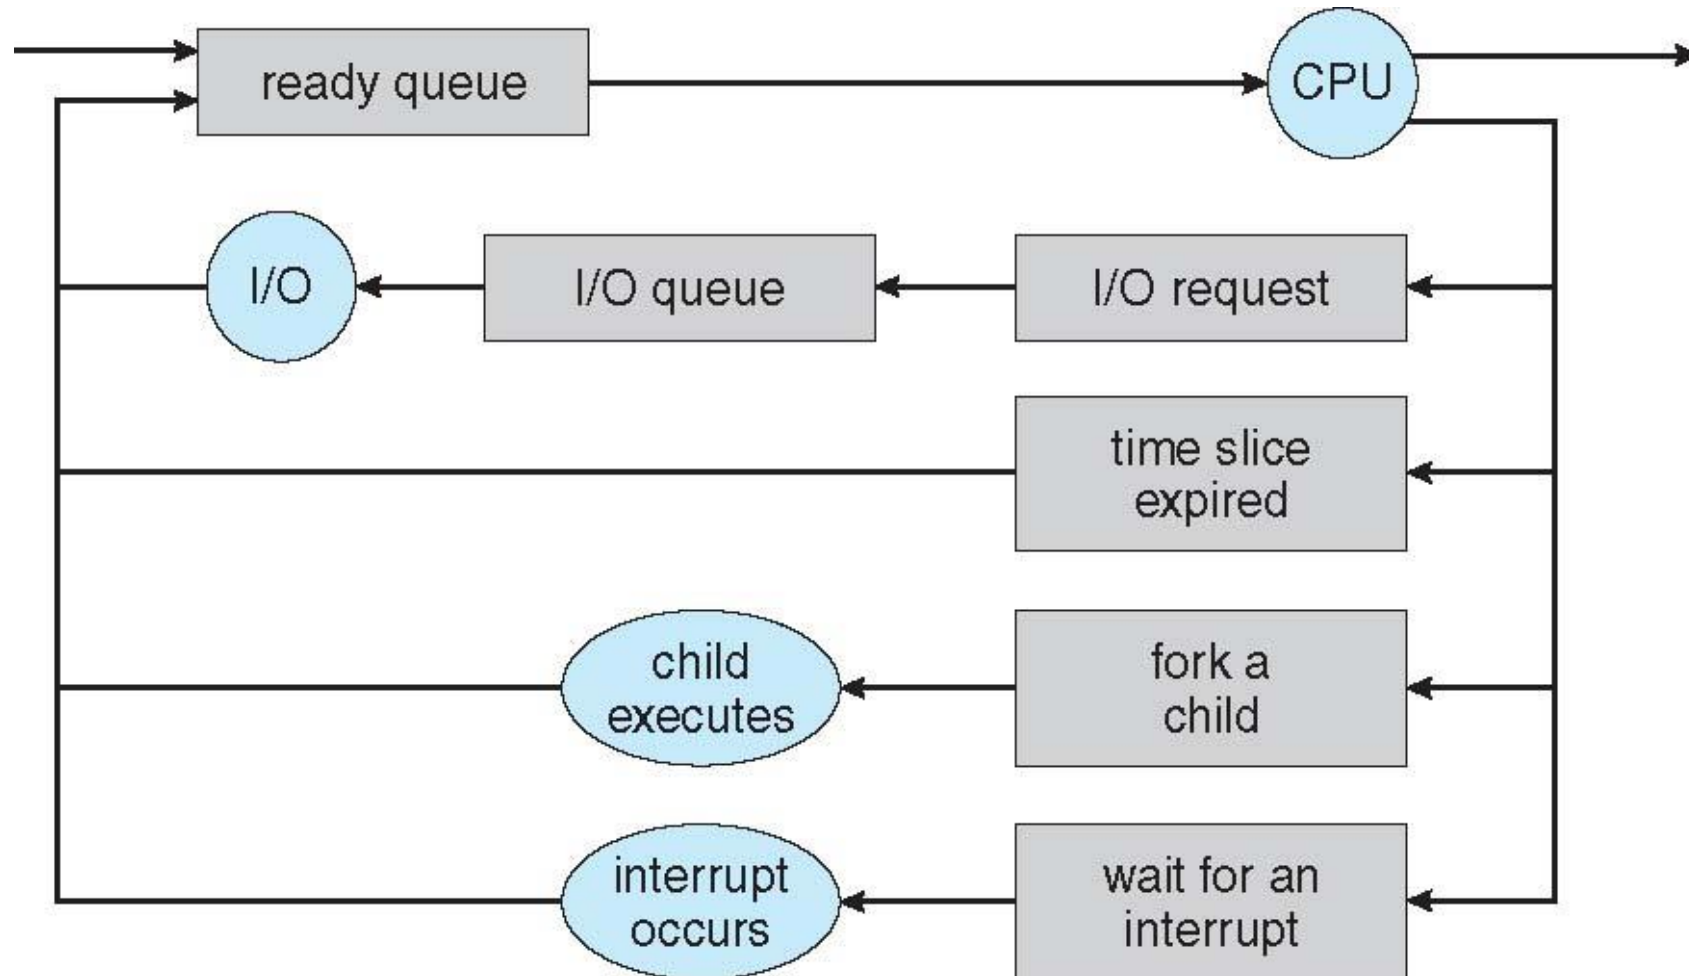 ready queue
CPU
I/O
I/O queue
I/O request
time slice
expired
child
executes
fork a
child
interrupt
occurs
wait for an
interrupt